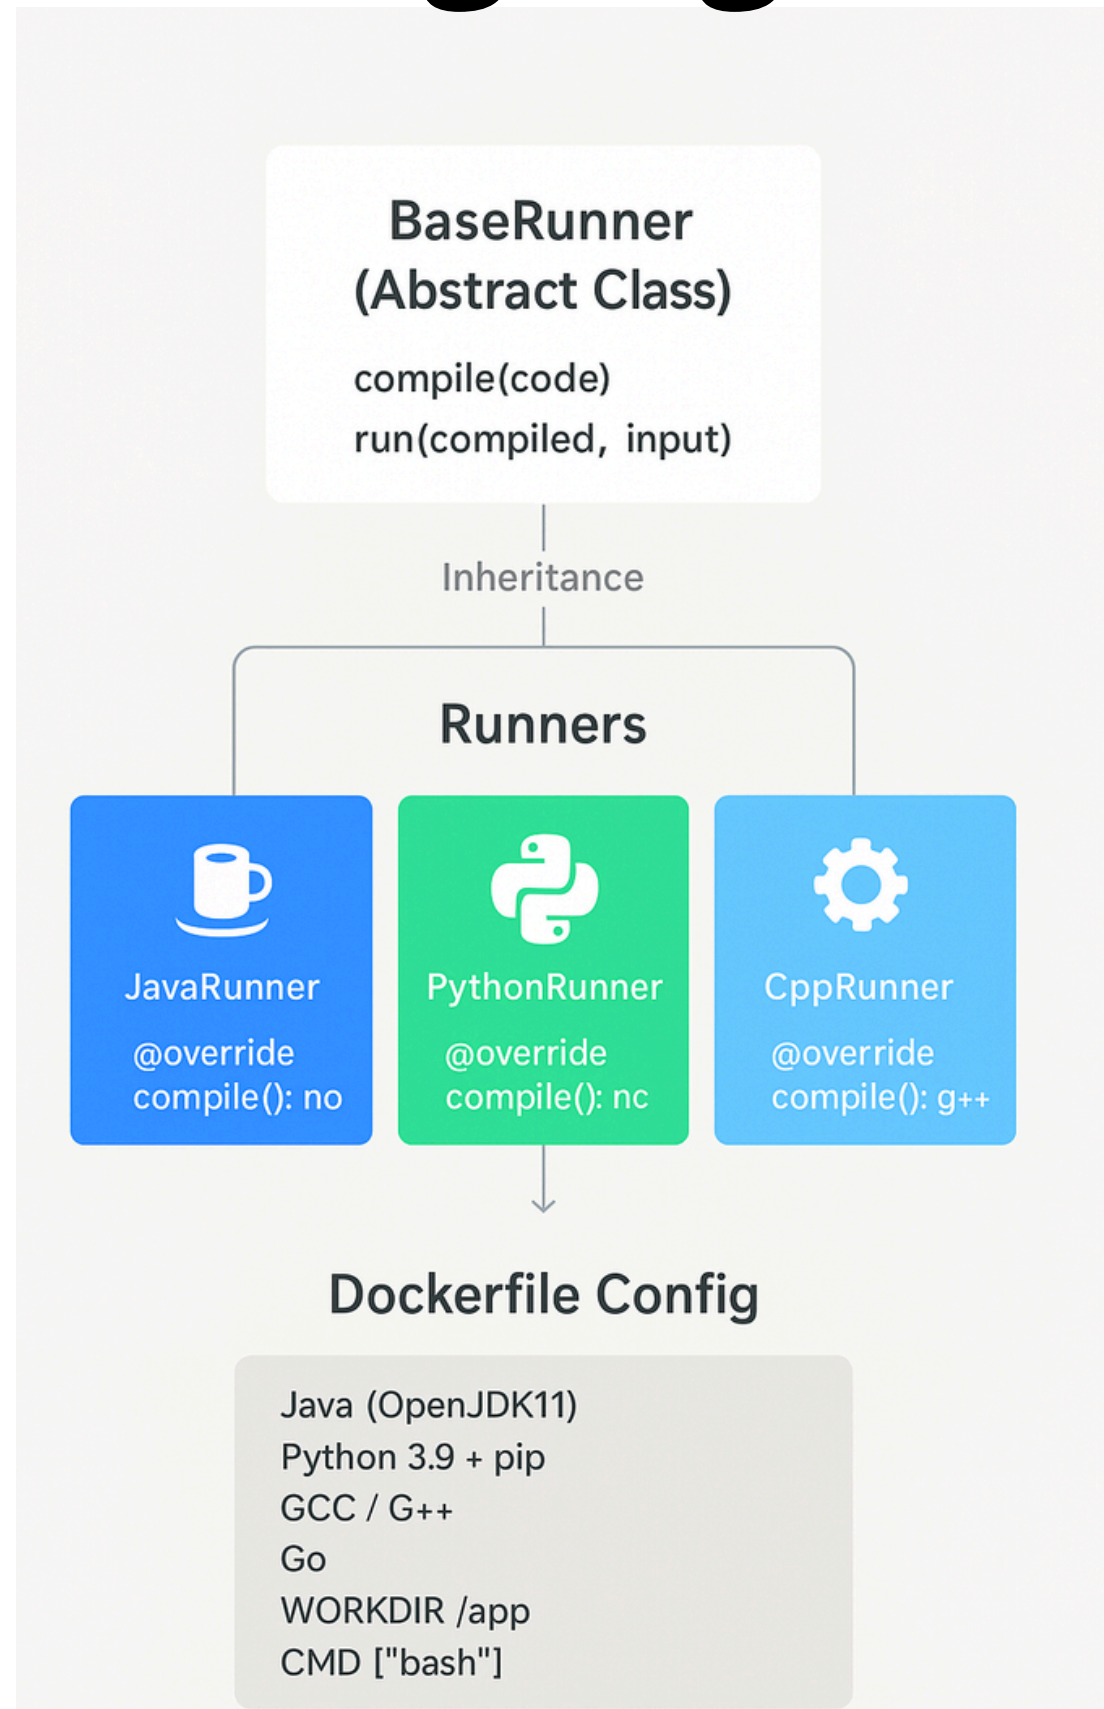 BaseRunner
(Abstract Class)
compile(code)
run(compiled, input)
Inheritance
Runners
JavaRunner
@override
compile(): no
PythonRunner
@override
compile(): nc
CppRunner
@override
compile(): g++
Dockerfile Config
Java (OpenJDK11)
Python 3.9 + pip
GCC / G++
Go
WORKDIR /app
CMD ["bash"]